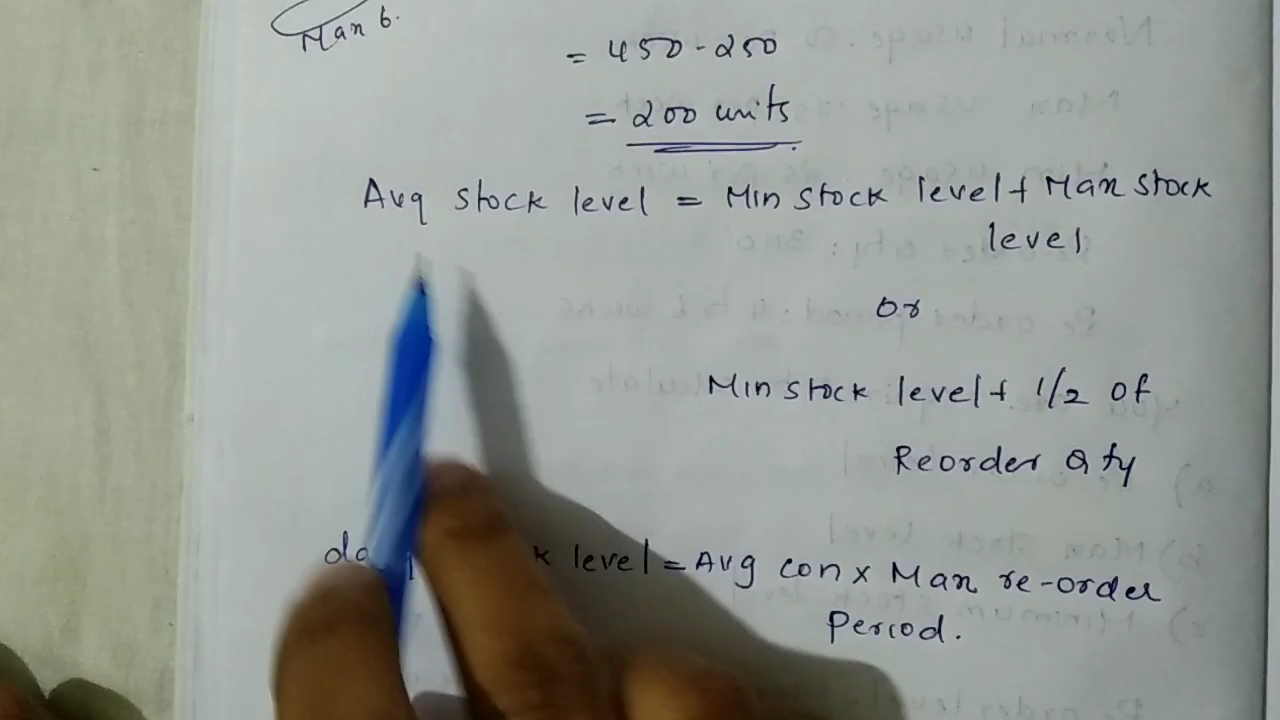 Max 6.
= 450 - 250
= 200 units
Avg stock level = Min stock level + Max stock
level
or
Min stock level + 1/2 of
Reorder Qty
level = Avg con x Max re-order
Period.